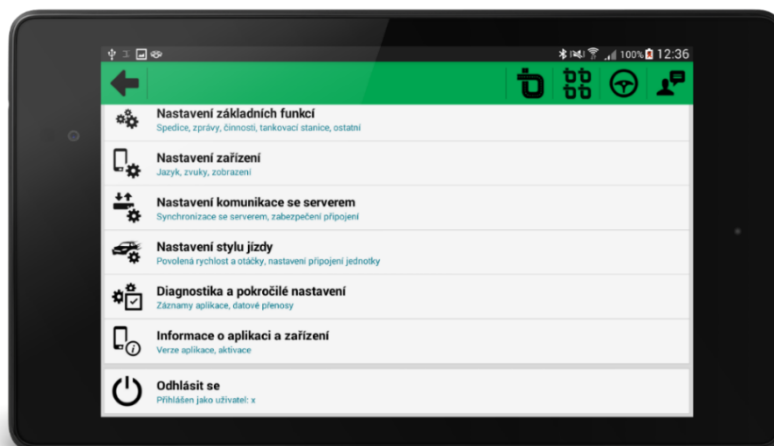 100% 12:36
Nastavení základních funkcí
Spedice, zprávy, činnosti, tankovací stanice, ostatní
Nastavení zařízení
Jazyk, zvuky, zobrazení
Nastavení komunikace se serverem
Synchronizace se serverem, zabezpečení připojení
Nastavení stylu jízdy
Povolená rychlost a otáčky, nastavení připojení jednotky
Diagnostika a pokročilé nastavení
Záznamy aplikace, datové přenosy
Informace o aplikaci a zařízení
Verze aplikace, aktivace
Odhlásit se
Přihlášen jako uživatel: x